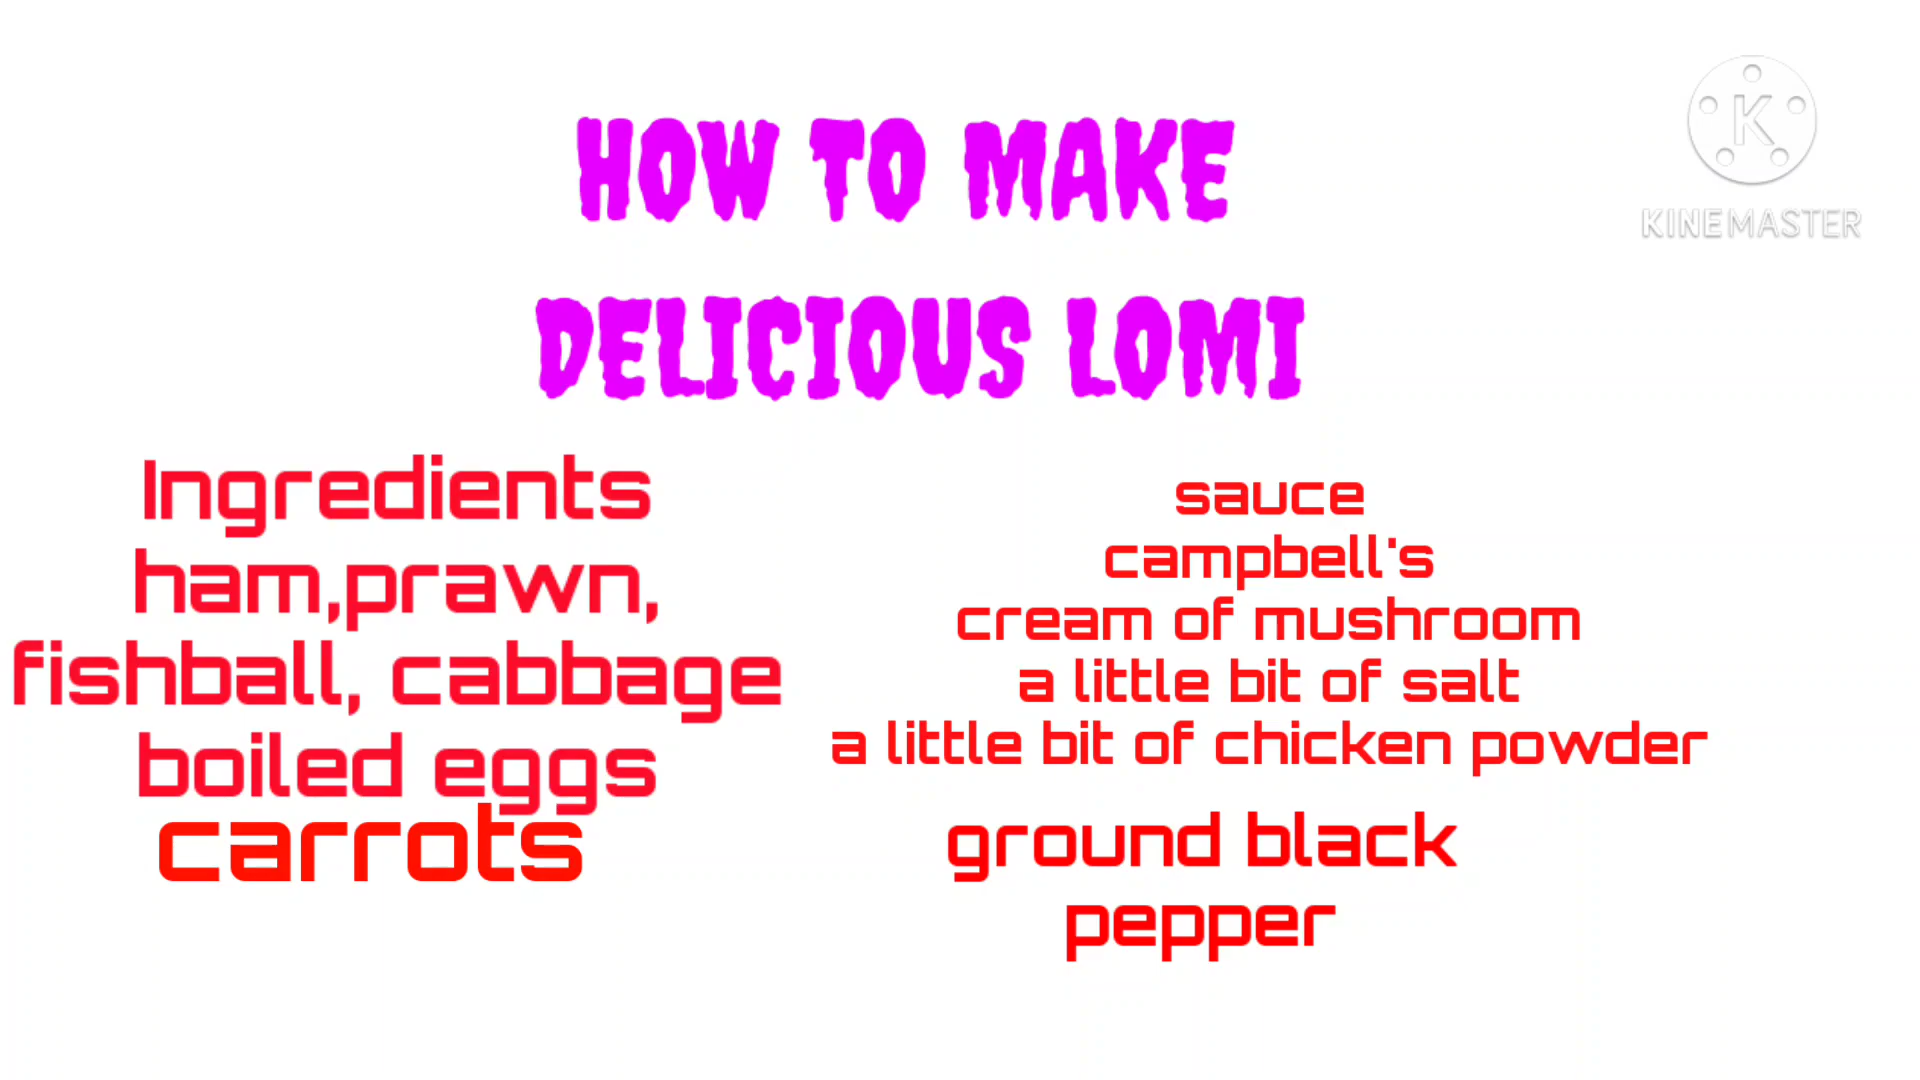 HOW TO MAKE
DELICIOUS LOMI
Ingredients
ham,prawn,
fishball, cabbage
boiled eggs
carrots
sauce
campbell's
cream of mushroom
a little bit of salt
a little bit of chicken powder
ground black
pepper
K
KINEMASTER